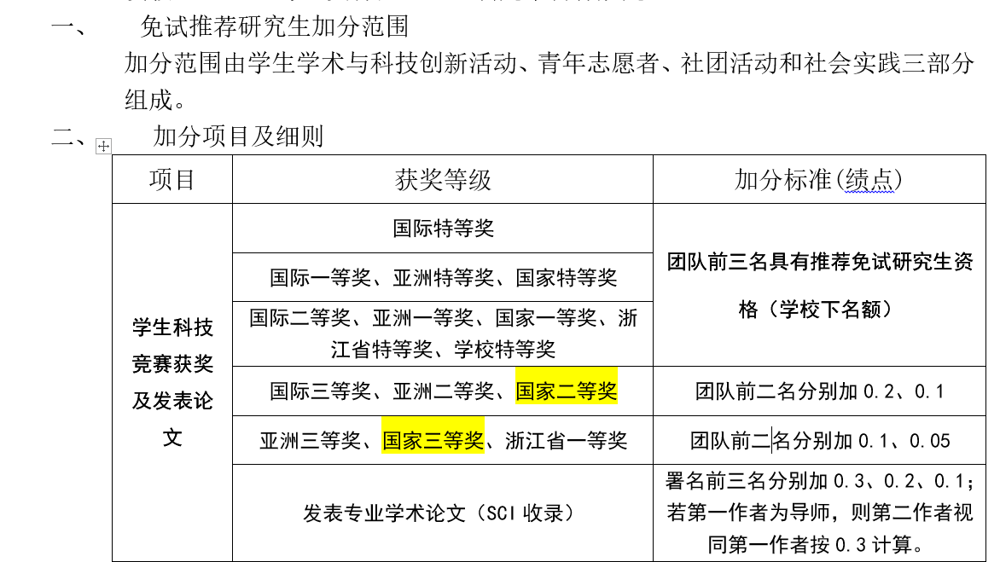 一、 免试推荐研究生加分范围
加分范围由学生学术与科技创新活动、青年志愿者、社团活动和社会实践三部分
组成。
二、 加分项目及细则
项目 获奖等级 加分标准(绩点)
学生科技
竞赛获奖
及发表论
文
国际特等奖
国际一等奖、亚洲特等奖、国家特等奖
国际二等奖、亚洲一等奖、国家一等奖、浙
江省特等奖、学校特等奖
团队前三名具有推荐免试研究生资
格（学校下名额）
国际三等奖、亚洲二等奖、国家二等奖
团队前二名分别加 0.2、0.1
亚洲三等奖、国家三等奖、浙江省一等奖
团队前二名分别加 0.1、0.05
发表专业学术论文（SCI 收录）
署名前三名分别加 0.3、0.2、0.1；
若第一作者为导师，则第二作者视
同第一作者按 0.3 计算。